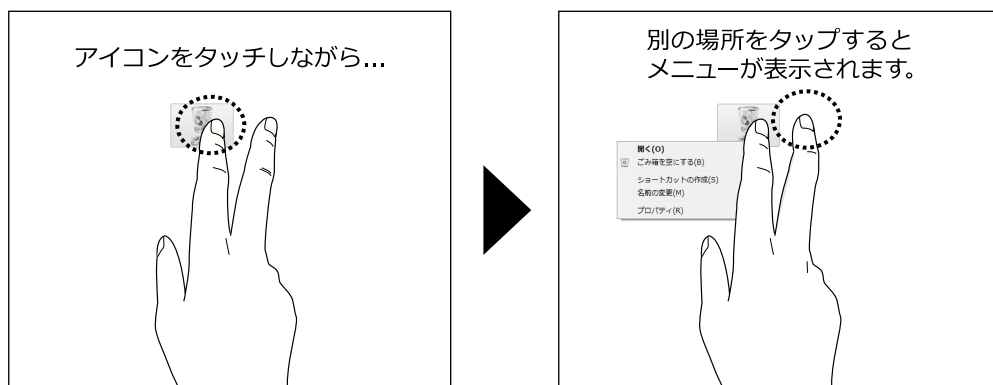 アイコンをタッチしながら...
別の場所をタップすると
メニューが表示されます。
開く(O)
ごみ箱を空にする(B)
ショートカットの作成(S)
名前の変更(M)
プロパティ(R)